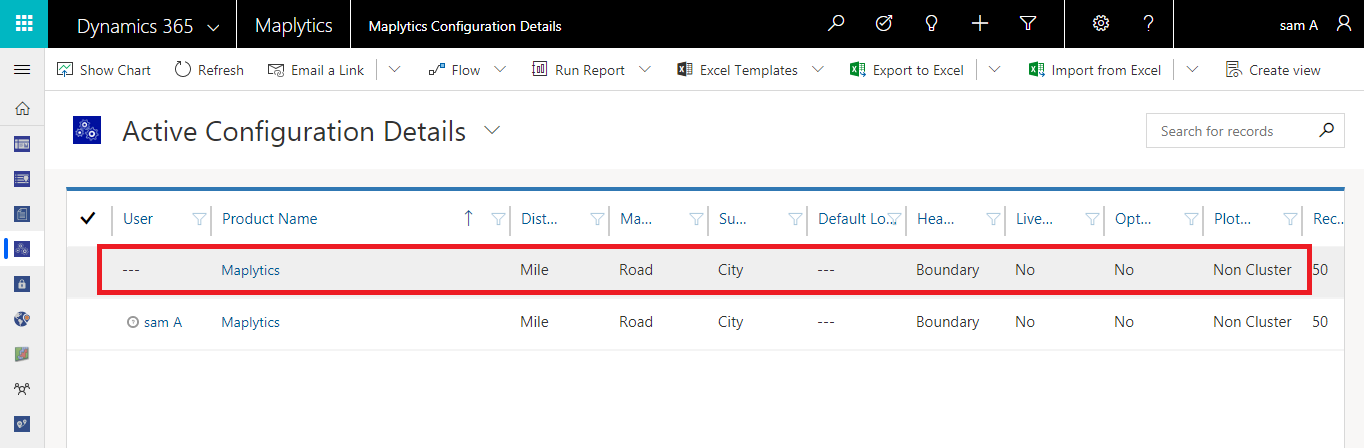 Dynamics 365 Maplytics Maplytics Configuration Details sam A
Show Chart Refresh Email a Link Flow Run Report Excel Templates Export to Excel Import from Excel Create view
Active Configuration Details Search for records
User Product Name Dist... Ma... Su... Default Lo... Hea... Live... Opt... Plot... Rec...
--- Maplytics Mile Road City --- Boundary No No Non Cluster 50
sam A Maplytics Mile Road City --- Boundary No No Non Cluster 50